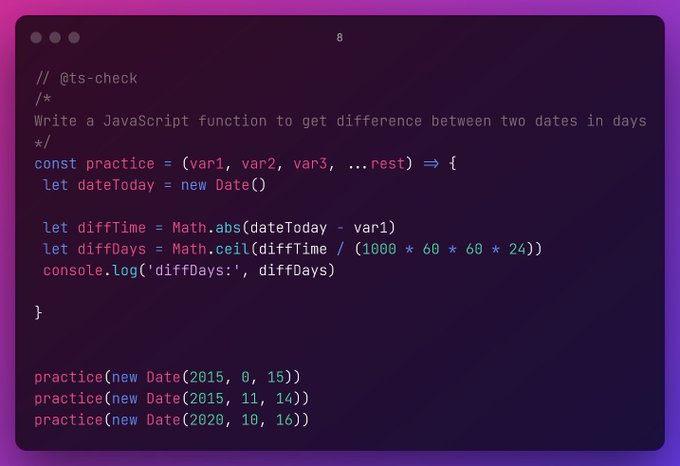 8
// @ts-check
/*
Write a JavaScript function to get difference between two dates in days
*/
const practice = (var1, var2, var3, ...rest) => {
let dateToday = new Date()
let diffTime = Math.abs(dateToday - var1)
let diffDays = Math.ceil(diffTime / (1000 * 60 * 60 * 24))
console.log('diffDays:', diffDays)
}
practice(new Date(2015, 0, 15))
practice(new Date(2015, 11, 14))
practice(new Date(2020, 10, 16))